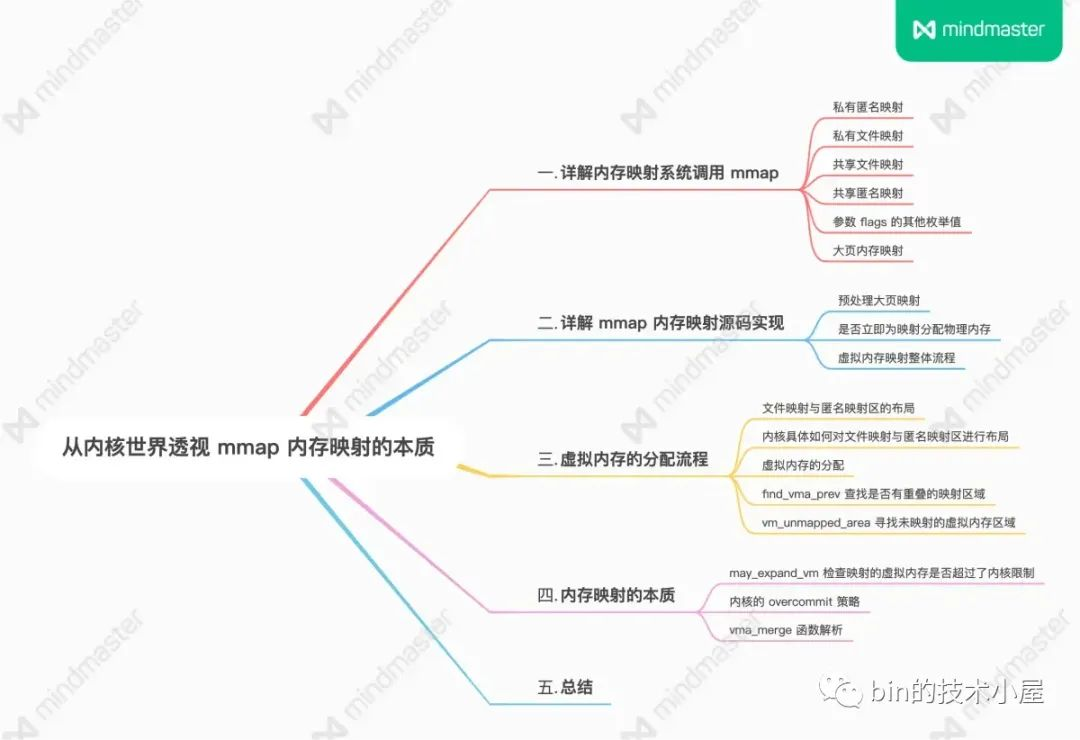 mindmaster
从内核世界透视 mmap 内存映射的本质
一. 详解内存映射系统调用 mmap
私有匿名映射
私有文件映射
共享文件映射
共享匿名映射
参数 flags 的其他枚举值
大页内存映射
二. 详解 mmap 内存映射源码实现
预处理大页映射
是否立即为映射分配物理内存
虚拟内存映射整体流程
三. 虚拟内存的分配流程
文件映射与匿名映射区的布局
内核具体如何对文件映射与匿名映射区进行布局
虚拟内存的分配
find_vma_prev 查找是否有重叠的映射区域
vm_unmapped_area 寻找未映射的虚拟内存区域
四. 内存映射的本质
may_expand_vm 检查映射的虚拟内存是否超过了内核限制
内核的 overcommit 策略
vma_merge 函数解析
五. 总结
bin的技术小屋
mindmaster
mindmaster
mindmaster
mindmaster
mindmaster
mindmaster
mindmaster
mindmaster
mindmaster
mindmaster
mindmaster
mindmaster